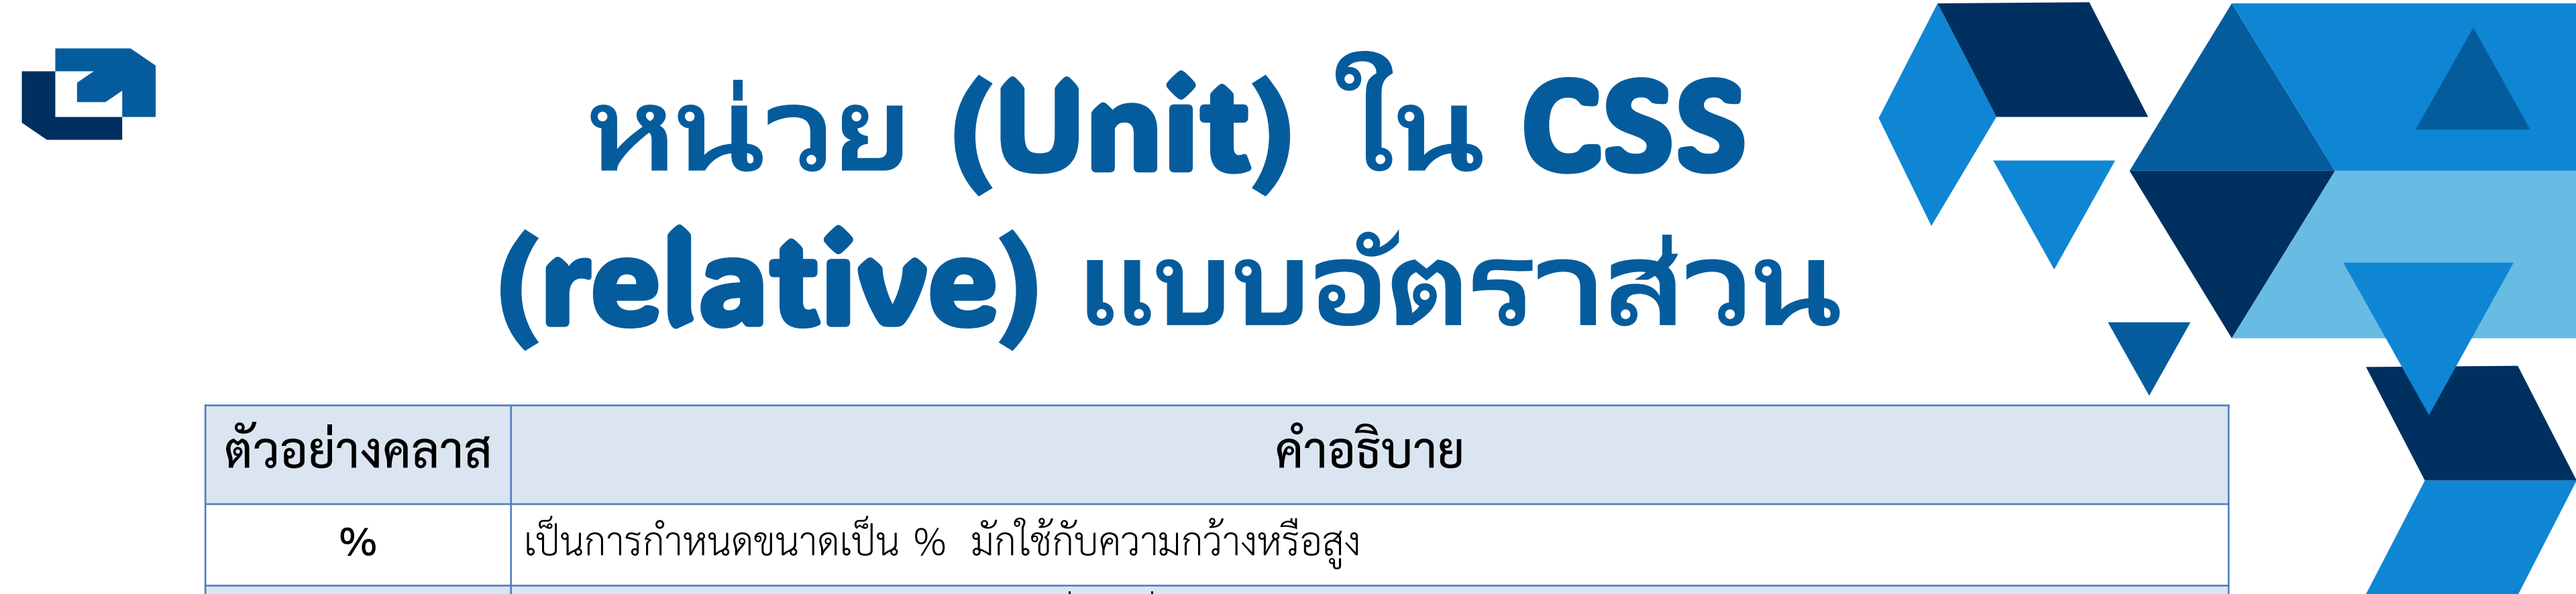 หน่วย (Unit) ใน CSS
(relative) แบบอัตราส่วน
ตัวอย่างคลาส คำอธิบาย
% เป็นการกำหนดขนาดเป็น % มักใช้กับความกว้างหรือสูง